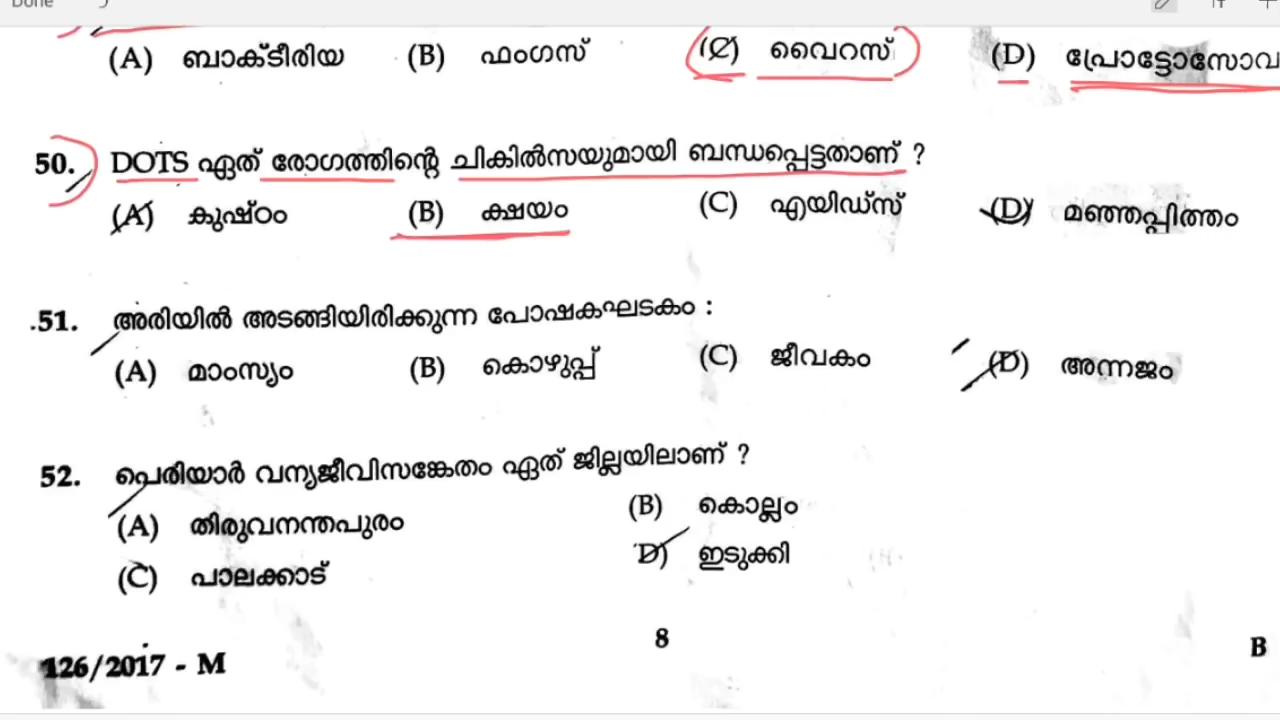 Done
(A) ബാക്ടീരിയ (B) ഫംഗസ് (C) വൈറസ് (D) പ്രോട്ടോസോവ
50. DOTS ഏത് രോഗത്തിന്റെ ചികിൽസയുമായി ബന്ധപ്പെട്ടതാണ് ?
(A) കുഷ്ഠം (B) ക്ഷയം (C) എയിഡ്സ് (D) മഞ്ഞപ്പിത്തം
51. അരിയിൽ അടങ്ങിയിരിക്കുന്ന പോഷകഘടകം :
(A) മാംസ്യം (B) കൊഴുപ്പ് (C) ജീവകം (D) അന്നജം
52. പെരിയാർ വന്യജീവിസങ്കേതം ഏത് ജില്ലയിലാണ് ?
(A) തിരുവനന്തപുരം (B) കൊല്ലം
(C) പാലക്കാട് (D) ഇടുക്കി
8
126/2017 - M B